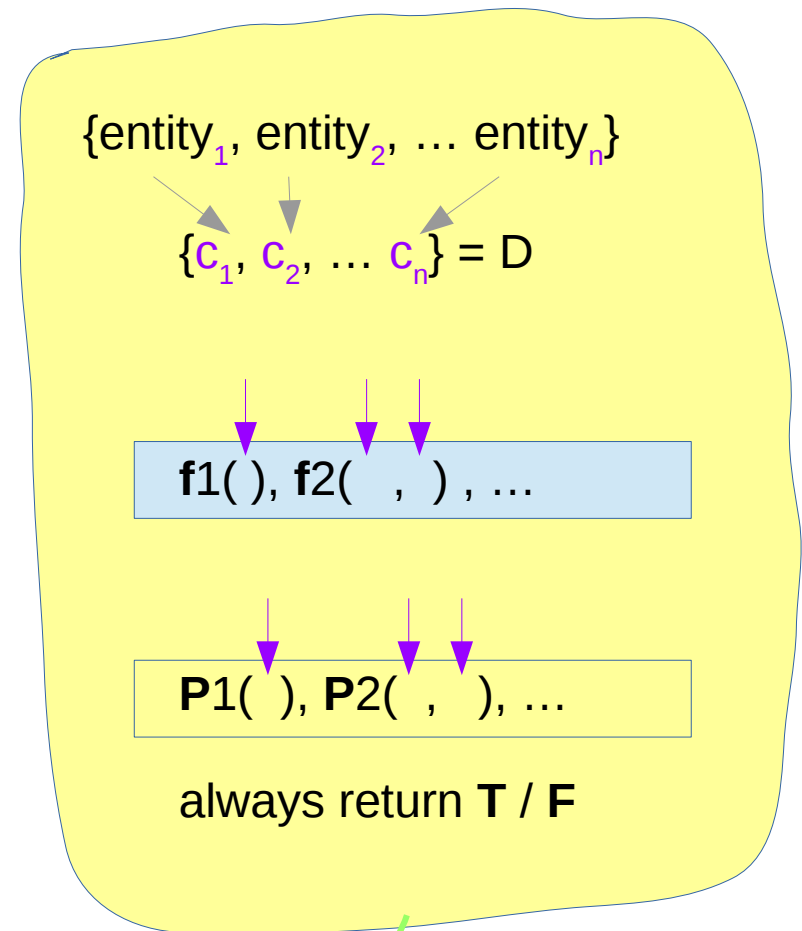 {entity₁, entity₂, … entityₙ}
{c₁, c₂, … cₙ} = D
f1( ), f2(   ,  ) , …
P1(  ), P2(  ,   ), …
always return T / F